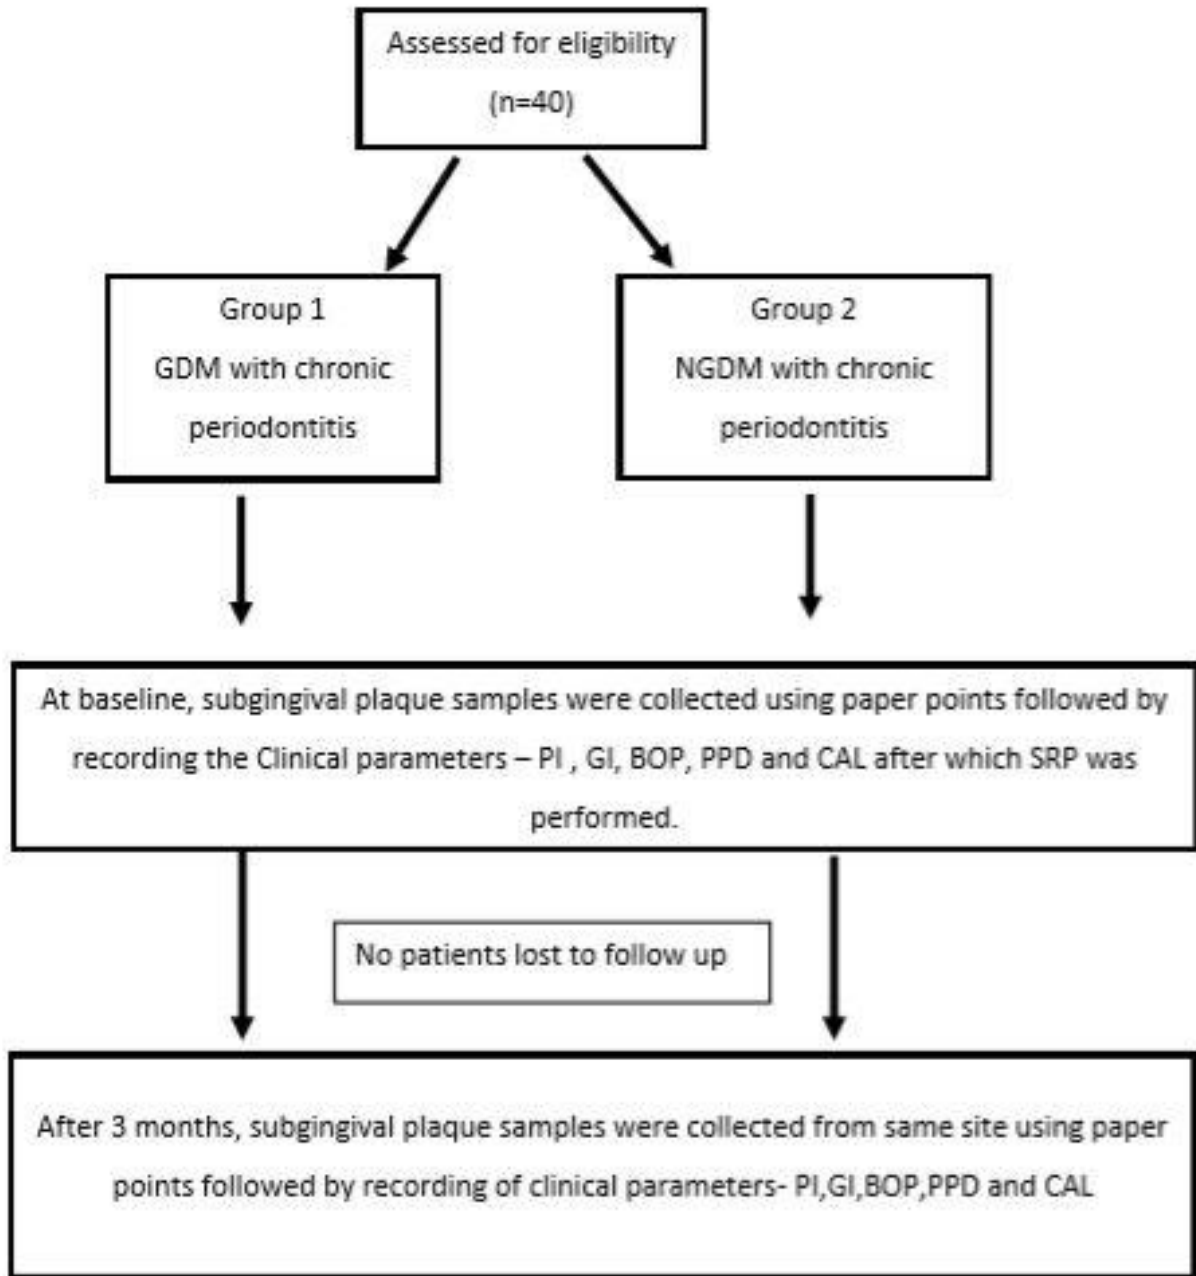 Assessed for eligibility
(n=40)
Group 1
GDM with chronic
periodontitis
Group 2
NGDM with chronic
periodontitis
At baseline, subgingival plaque samples were collected using paper points followed by
recording the Clinical parameters – PI , GI, BOP, PPD and CAL after which SRP was
performed.
No patients lost to follow up
After 3 months, subgingival plaque samples were collected from same site using paper
points followed by recording of clinical parameters- PI,GI,BOP,PPD and CAL